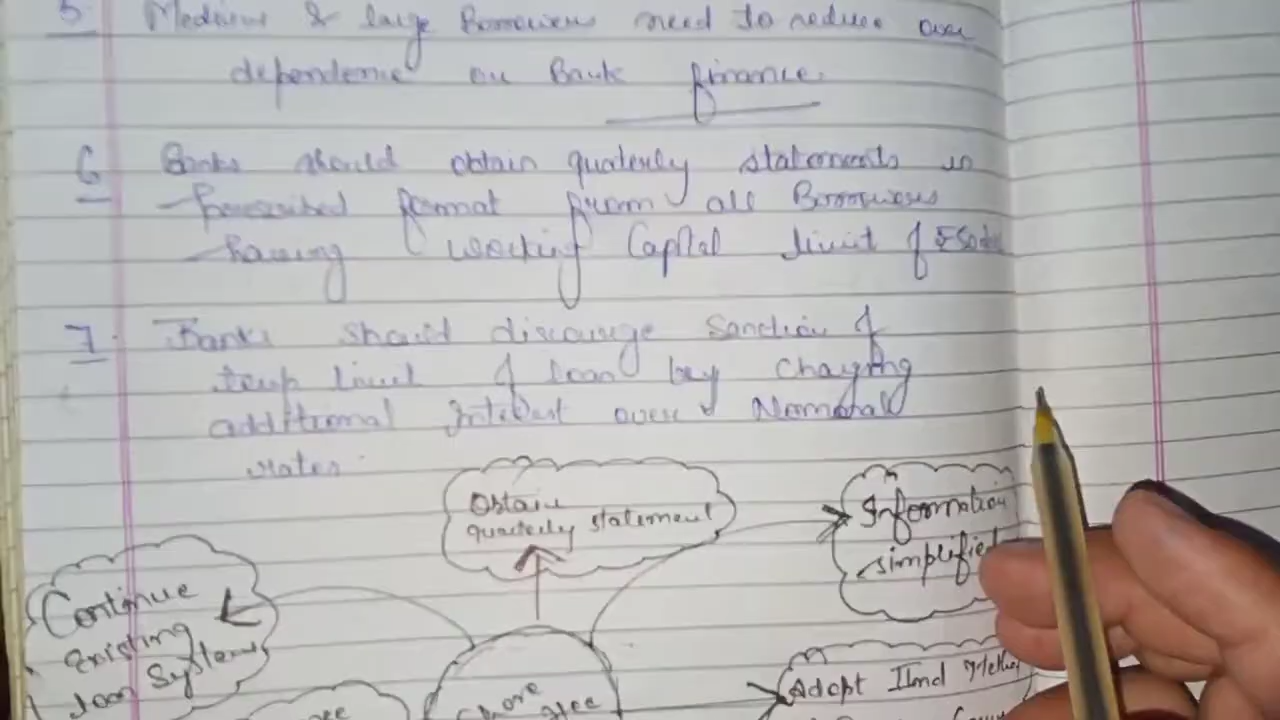 5 Medium & large Borrowers need to reduce over
dependence on Bank finance.
6 Banks should obtain quaterly statements in
Prescribed format from all Borrowers
having working Capital limit of
7. Banks should discourage Sanction of
temp limit of loan by Charging
additional Interest over Normal
rates.
Obtain
quaterly statement
Information
simplified
Continue
Existing
loan System
Adopt IInd Method